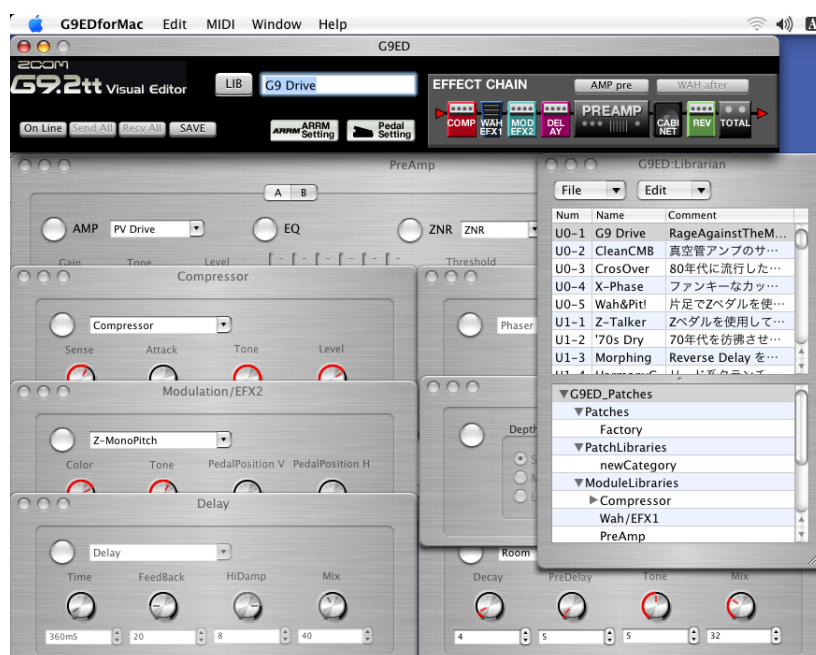 G9EDforMac Edit MIDI Window Help
G9ED
ZOOM
G9.2tt Visual Editor
LIB
G9 Drive
On Line Send All Recv All SAVE
ARRM ARRM Setting
Pedal Setting
EFFECT CHAIN AMP pre WAH after
COMP WAH EFX1 MOD EFX2 DELAY PREAMP CABINET REV TOTAL
PreAmp
A B
AMP PV Drive EQ ZNR ZNR
Gain Tone Level Threshold
Compressor
Compressor
Sense Attack Tone Level
Phaser
Modulation/EFX2
Z-MonoPitch
Color Tone PedalPosition V PedalPosition H
Depth
Delay
Delay
Time FeedBack HiDamp Mix
360mS 20 8 40
Room
Decay PreDelay Tone Mix
4 5 5 32
G9ED:Librarian
File Edit
Num Name Comment
U0-1 G9 Drive RageAgainstTheM...
U0-2 CleanCMB 真空管アンプのサ…
U0-3 CrosOver 80年代に流行した…
U0-4 X-Phase ファンキーなカッ…
U0-5 Wah&Pit! 片足でZペダルを使…
U1-1 Z-Talker Zペダルを使用して…
U1-2 '70s Dry 70年代を彷彿させ…
U1-3 Morphing Reverse Delay を…
G9ED_Patches
Patches
Factory
PatchLibraries
newCategory
ModuleLibraries
Compressor
Wah/EFX1
PreAmp